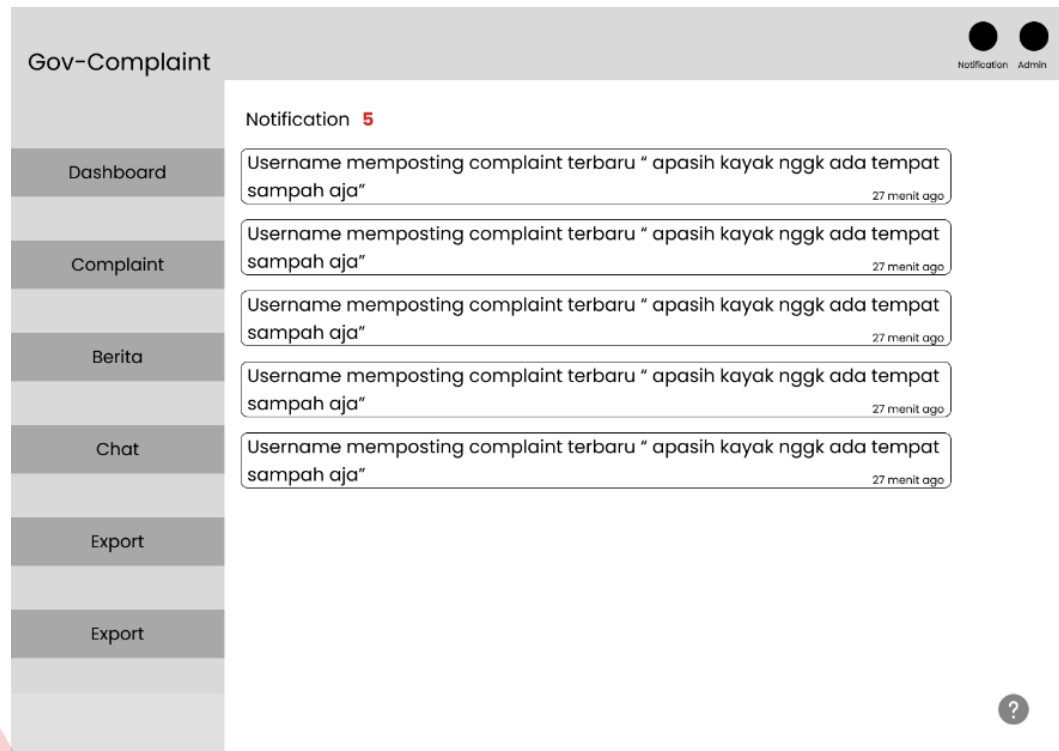 Gov-Complaint
Notification
Admin
Dashboard
Complaint
Berita
Chat
Export
Export
Notification 5
Username memposting complaint terbaru “ apasih kayak nggk ada tempat
sampah aja”
27 menit ago
Username memposting complaint terbaru “ apasih kayak nggk ada tempat
sampah aja”
27 menit ago
Username memposting complaint terbaru “ apasih kayak nggk ada tempat
sampah aja”
27 menit ago
Username memposting complaint terbaru “ apasih kayak nggk ada tempat
sampah aja”
27 menit ago
Username memposting complaint terbaru “ apasih kayak nggk ada tempat
sampah aja”
27 menit ago
?